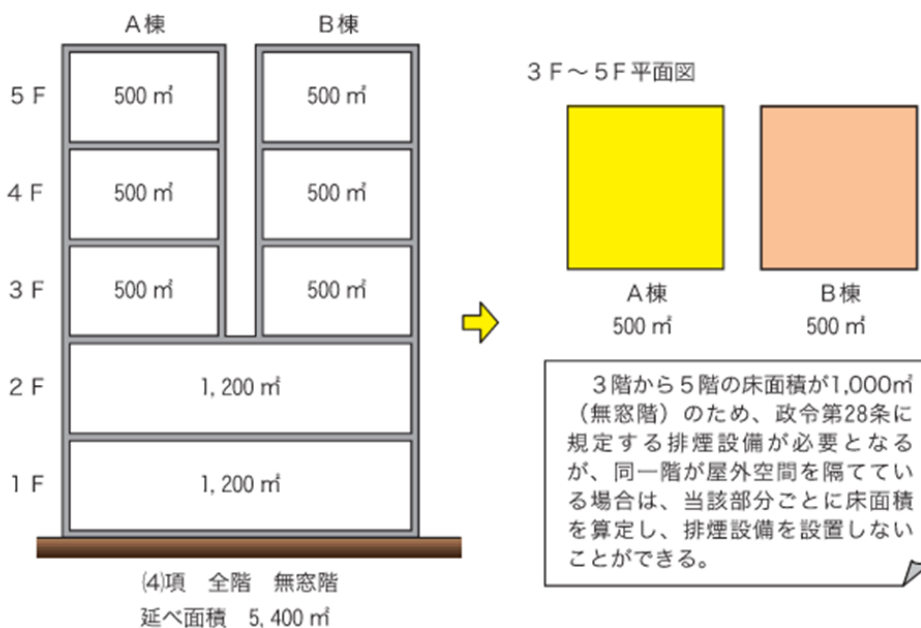 A棟 B棟
5F 500㎡ 500㎡
4F 500㎡ 500㎡
3F 500㎡ 500㎡
2F 1,200㎡
1F 1,200㎡
⑷項 全階 無窓階
延べ面積 5,400㎡
3F～5F平面図
A棟 B棟
500㎡ 500㎡
3階から5階の床面積が1,000㎡
（無窓階）のため、政令第28条に
規定する排煙設備が必要となる
が、同一階が屋外空間を隔ててい
る場合は、当該部分ごとに床面積
を算定し、排煙設備を設置しない
ことができる。